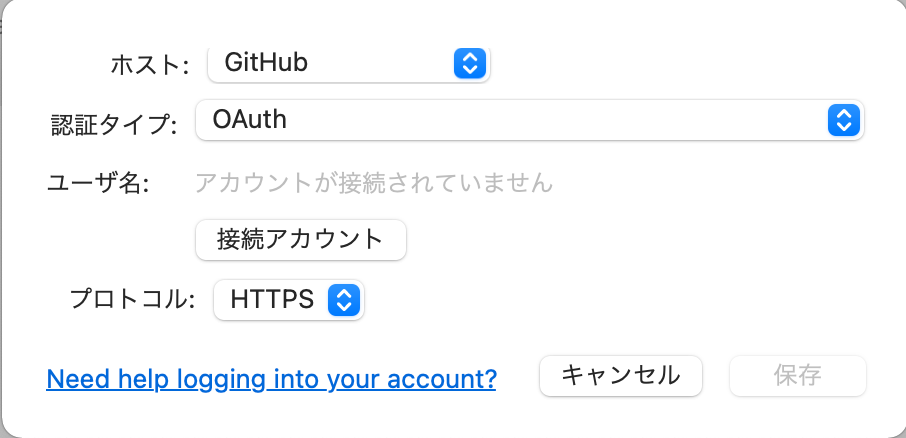 ホスト: GitHub
認証タイプ: OAuth
ユーザ名: アカウントが接続されていません
接続アカウント
プロトコル: HTTPS
Need help logging into your account? キャンセル 保存